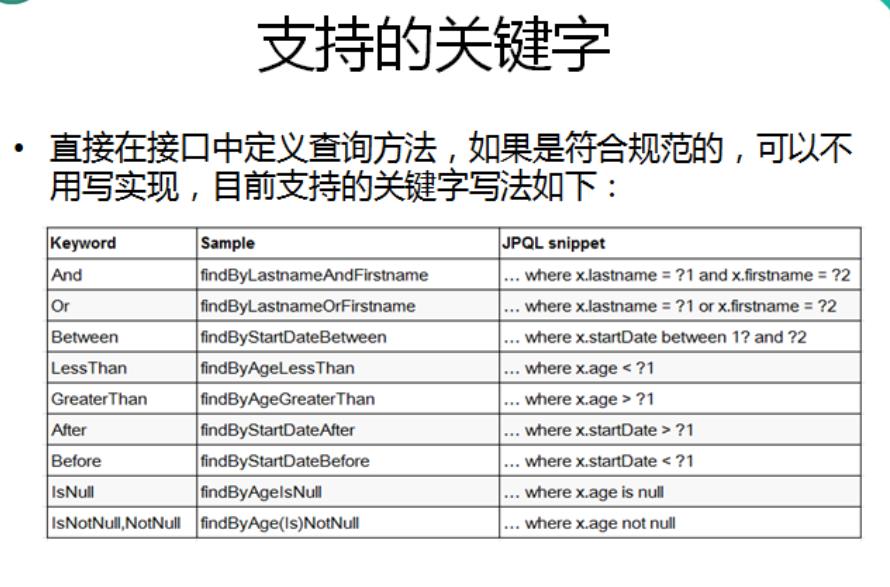 支持的关键字
• 直接在接口中定义查询方法，如果是符合规范的，可以不
用写实现，目前支持的关键字写法如下：
Keyword Sample JPQL snippet
And findByLastnameAndFirstname … where x.lastname = ?1 and x.firstname = ?2
Or findByLastnameOrFirstname … where x.lastname = ?1 or x.firstname = ?2
Between findByStartDateBetween … where x.startDate between 1? and ?2
LessThan findByAgeLessThan … where x.age < ?1
GreaterThan findByAgeGreaterThan … where x.age > ?1
After findByStartDateAfter … where x.startDate > ?1
Before findByStartDateBefore … where x.startDate < ?1
IsNull findByAgeIsNull … where x.age is null
IsNotNull,NotNull findByAge(Is)NotNull … where x.age not null